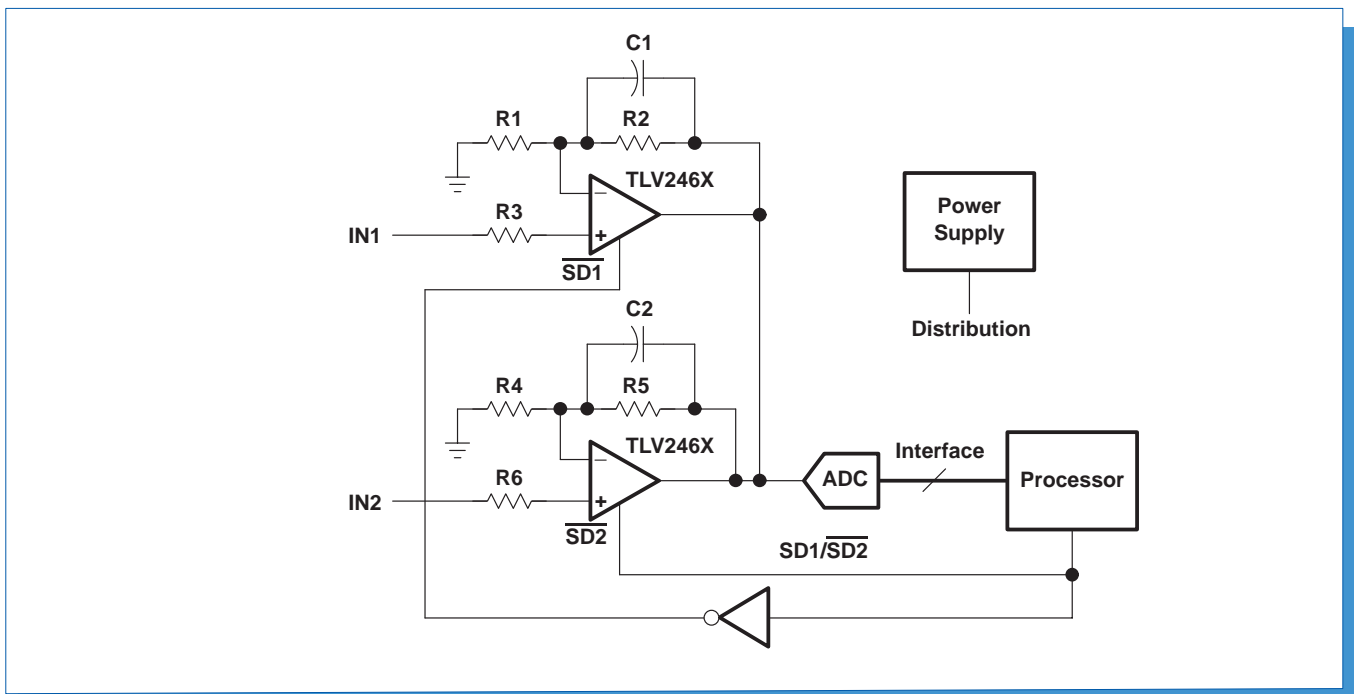 C1
R1
R2
TLV246X
R3
IN1
+
−
SD1
Power
Supply
Distribution
C2
R4
R5
TLV246X
R6
IN2
+
−
SD2
ADC
Interface
Processor
SD1/SD2